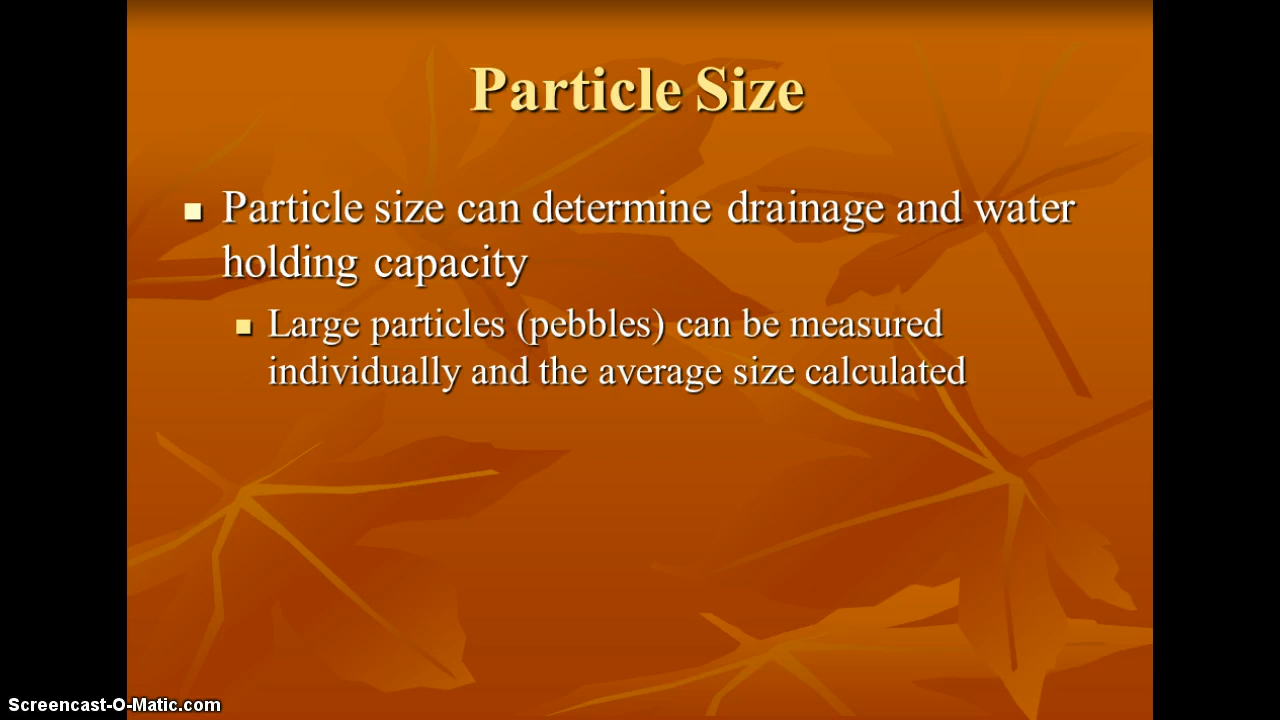 Particle Size
Particle size can determine drainage and water
holding capacity
Large particles (pebbles) can be measured
individually and the average size calculated
Screencast-O-Matic.com